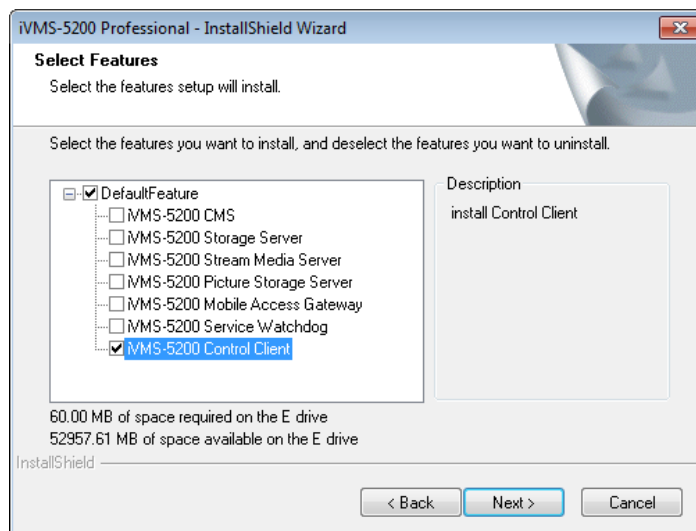 iVMS-5200 Professional - InstallShield Wizard
Select Features
Select the features setup will install.
Select the features you want to install, and deselect the features you want to uninstall.
DefaultFeature
iVMS-5200 CMS
iVMS-5200 Storage Server
iVMS-5200 Stream Media Server
iVMS-5200 Picture Storage Server
iVMS-5200 Mobile Access Gateway
iVMS-5200 Service Watchdog
iVMS-5200 Control Client
Description
install Control Client
60.00 MB of space required on the E drive
52957.61 MB of space available on the E drive
InstallShield
< Back
Next >
Cancel